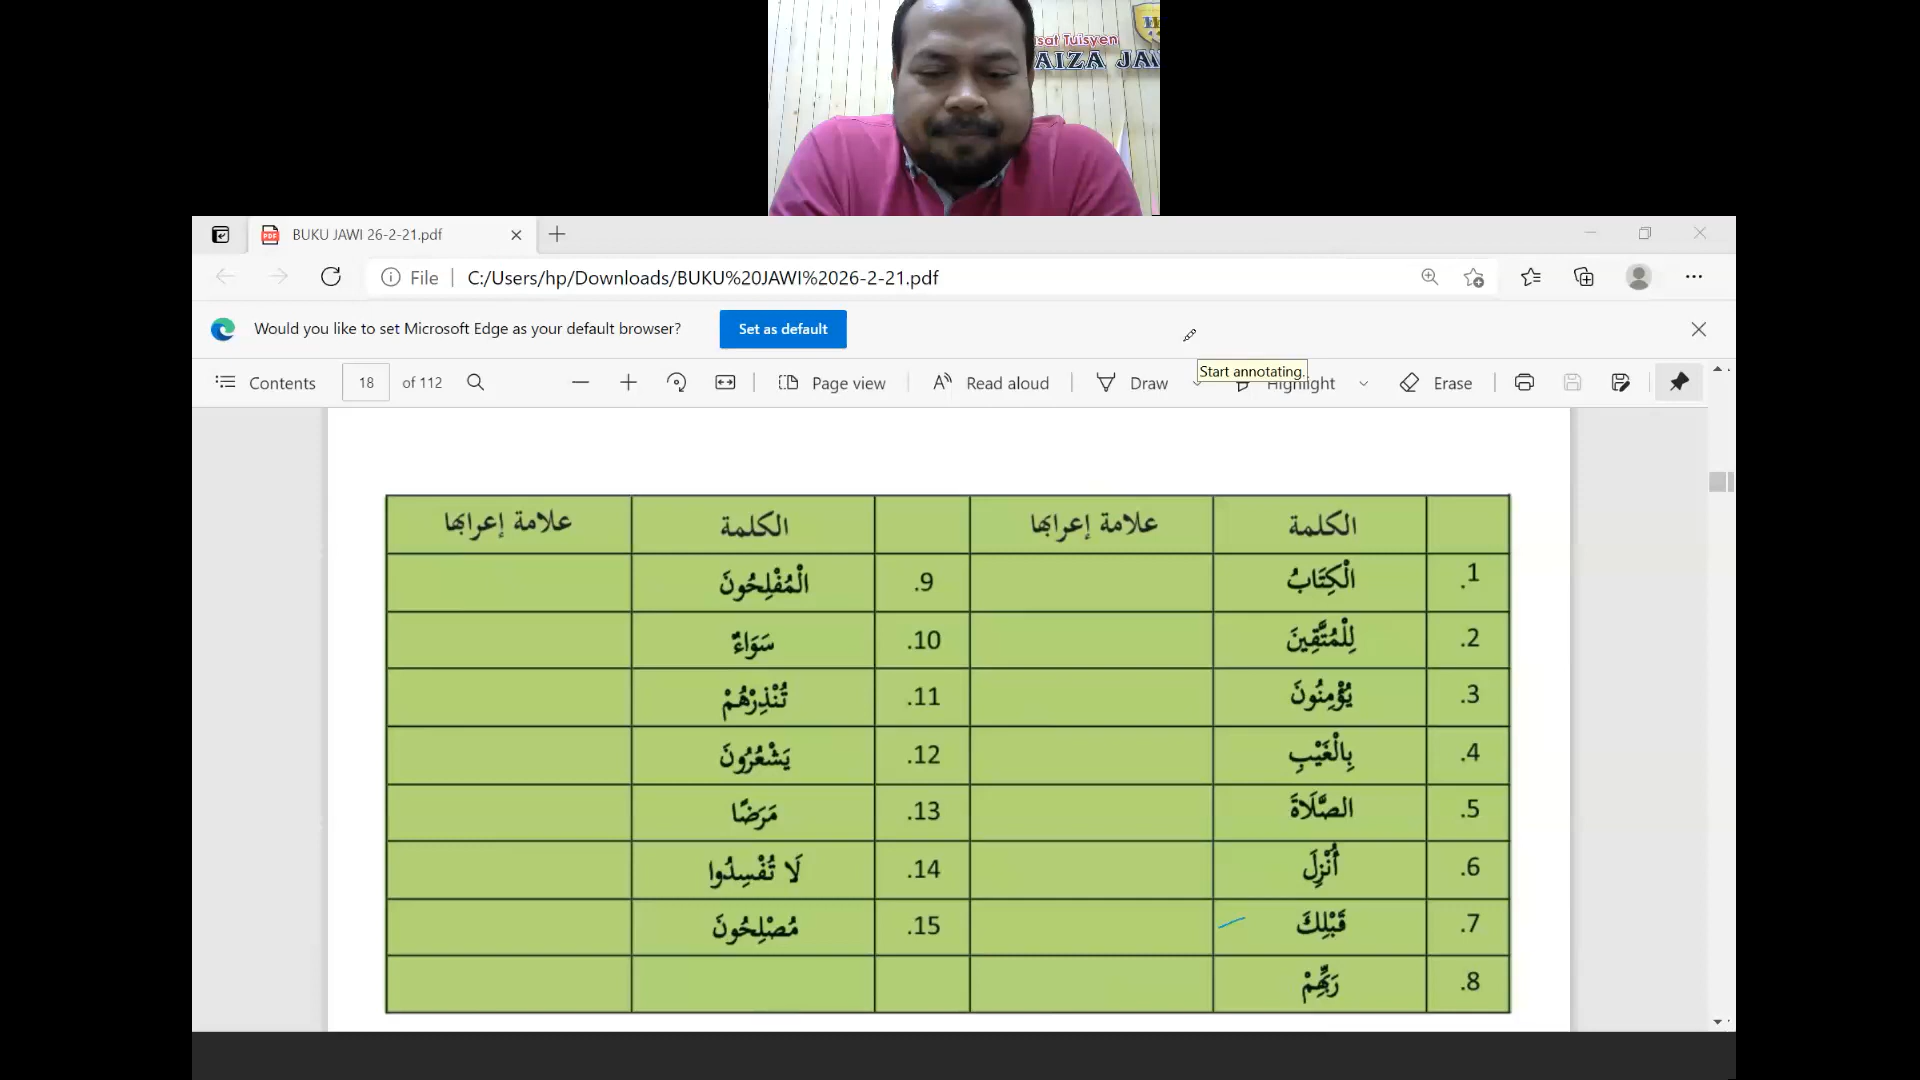 sat Tuisyen
AIZA JAW
BUKU JAWI 26-2-21.pdf
File
C:/Users/hp/Downloads/BUKU%20JAWI%2026-2-21.pdf
Would you like to set Microsoft Edge as your default browser?
Set as default
Start annotating.
Contents
18 of 112
Page view
Read aloud
Draw
Highlight
Erase
الكلمة علامة إعرابها الكلمة علامة إعرابها
1. الْكِتَابُ 9. الْمُفْلِحُونَ
2. لِلْمُتَّقِينَ 10. سَوَاءٌ
3. يُؤْمِنُونَ 11. تُنْذِرْهُمْ
4. بِالْغَيْبِ 12. يَشْعُرُونَ
5. الصَّلَاةَ 13. مَرَضًا
6. أُنْزِلَ 14. لَا تُفْسِدُوا
7. قَبْلِكَ 15. مُصْلِحُونَ
8. رَبِّهِمْ